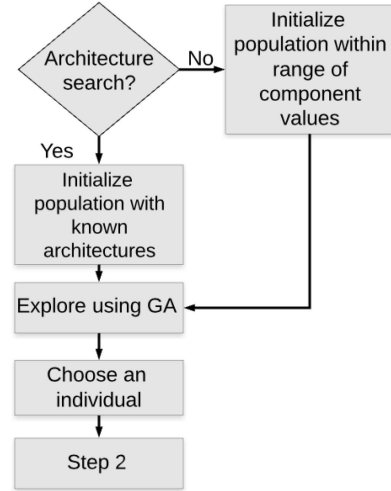 Architecture
search?
No
Initialize
population within
range of
component
values
Yes
Initialize
population with
known
architectures
Explore using GA
Choose an
individual
Step 2